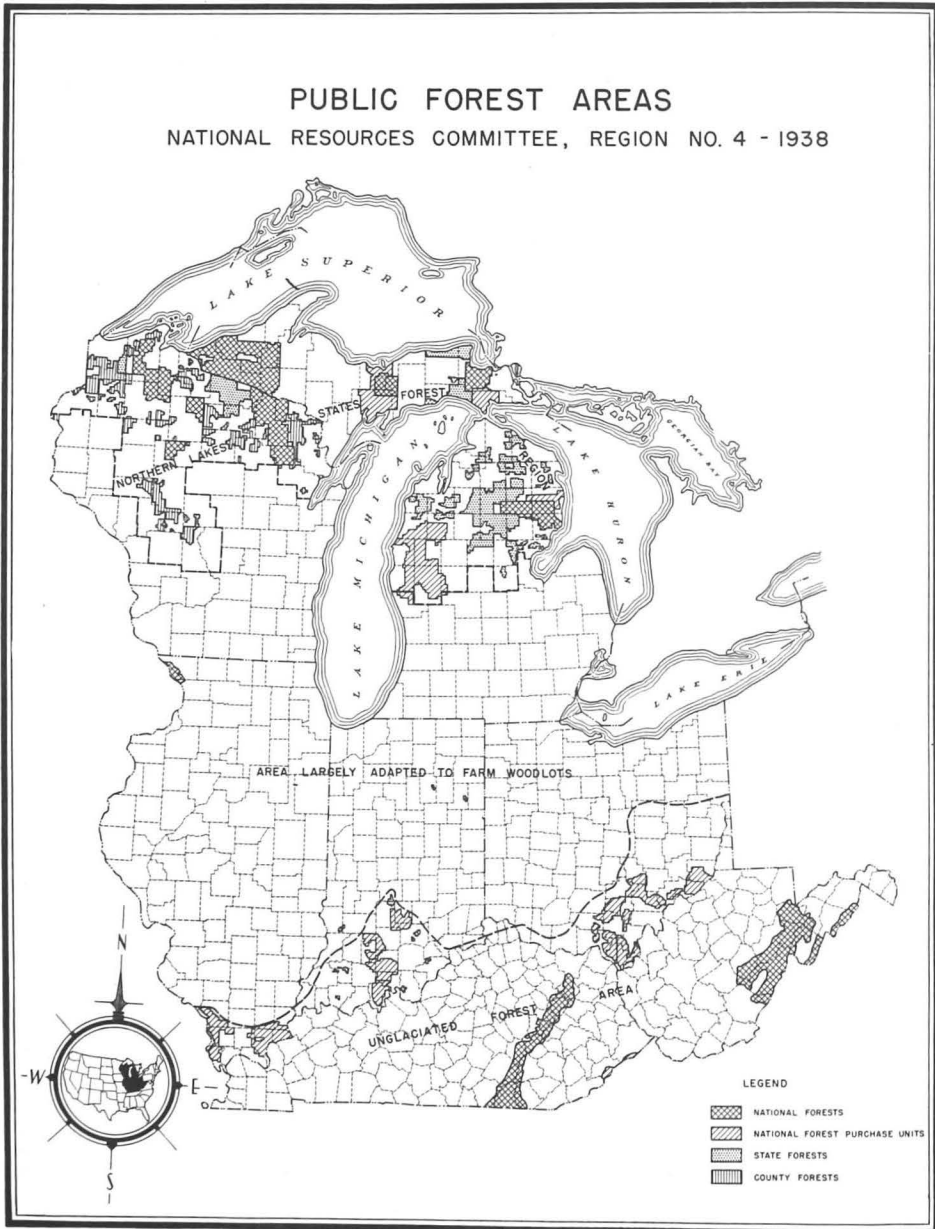 PUBLIC FOREST AREAS
NATIONAL RESOURCES COMMITTEE, REGION NO. 4 - 1938
LAKE SUPERIOR
NORTHERN LAKES STATES FOREST REGION
GEORGIAN BAY
LAKE MICHIGAN
LAKE HURON
LAKE ERIE
AREA LARGELY ADAPTED TO FARM WOODLOTS
UNGLACIATED FOREST AREA
N
W
E
S
LEGEND
NATIONAL FORESTS
NATIONAL FOREST PURCHASE UNITS
STATE FORESTS
COUNTY FORESTS